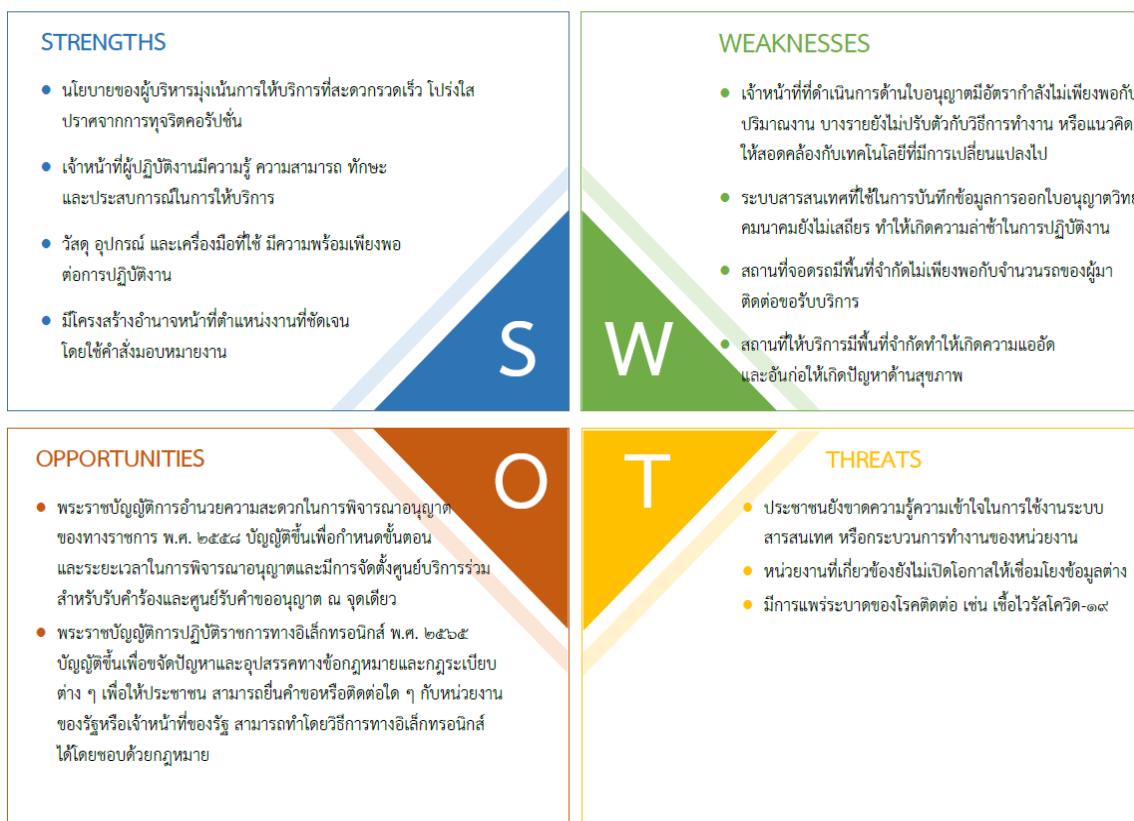 STRENGTHS
● นโยบายของผู้บริหารมุ่งเน้นการให้บริการที่สะดวกรวดเร็ว โปร่งใส
ปราศจากการทุจริตคอรัปชั่น
● เจ้าหน้าที่ผู้ปฏิบัติงานมีความรู้ ความสามารถ ทักษะ
และประสบการณ์ในการให้บริการ
● วัสดุ อุปกรณ์ และเครื่องมือที่ใช้ มีความพร้อมเพียงพอ
ต่อการปฏิบัติงาน
● มีโครงสร้างอำนาจหน้าที่ตำแหน่งงานที่ชัดเจน
โดยใช้คำสั่งมอบหมายงาน
S
WEAKNESSES
● เจ้าหน้าที่ที่ดำเนินการด้านใบอนุญาตมีอัตรากำลังไม่เพียงพอกับ
ปริมาณงาน บางรายยังไม่ปรับตัวกับวิธีการทำงาน หรือแนวคิด
ให้สอดคล้องกับเทคโนโลยีที่มีการเปลี่ยนแปลงไป
● ระบบสารสนเทศที่ใช้ในการบันทึกข้อมูลการออกใบอนุญาตวิทย
คมนาคมยังไม่เสถียร ทำให้เกิดความล่าช้าในการปฏิบัติงาน
● สถานที่จอดรถมีพื้นที่จำกัดไม่เพียงพอกับจำนวนรถของผู้มา
ติดต่อขอรับบริการ
● สถานที่ให้บริการมีพื้นที่จำกัดทำให้เกิดความแออัด
และอันก่อให้เกิดปัญหาด้านสุขภาพ
W
OPPORTUNITIES
● พระราชบัญญัติการอำนวยความสะดวกในการพิจารณาอนุญาต
ของทางราชการ พ.ศ. ๒๕๕๘ บัญญัติขึ้นเพื่อกำหนดขั้นตอน
และระยะเวลาในการพิจารณาอนุญาตและมีการจัดตั้งศูนย์บริการร่วม
สำหรับรับคำร้องและศูนย์รับคำขออนุญาต ณ จุดเดียว
● พระราชบัญญัติการปฏิบัติราชการทางอิเล็กทรอนิกส์ พ.ศ. ๒๕๖๕
บัญญัติขึ้นเพื่อขจัดปัญหาและอุปสรรคทางข้อกฎหมายและกฎระเบียบ
ต่าง ๆ เพื่อให้ประชาชน สามารถยื่นคำขอหรือติดต่อใด ๆ กับหน่วยงาน
ของรัฐหรือเจ้าหน้าที่ของรัฐ สามารถทำโดยวิธีการทางอิเล็กทรอนิกส์
ได้โดยชอบด้วยกฎหมาย
O
THREATS
● ประชาชนยังขาดความรู้ความเข้าใจในการใช้งานระบบ
สารสนเทศ หรือกระบวนการทำงานของหน่วยงาน
● หน่วยงานที่เกี่ยวข้องยังไม่เปิดโอกาสให้เชื่อมโยงข้อมูลต่าง
● มีการแพร่ระบาดของโรคติดต่อ เช่น เชื้อไวรัสโควิด-๑๙
T